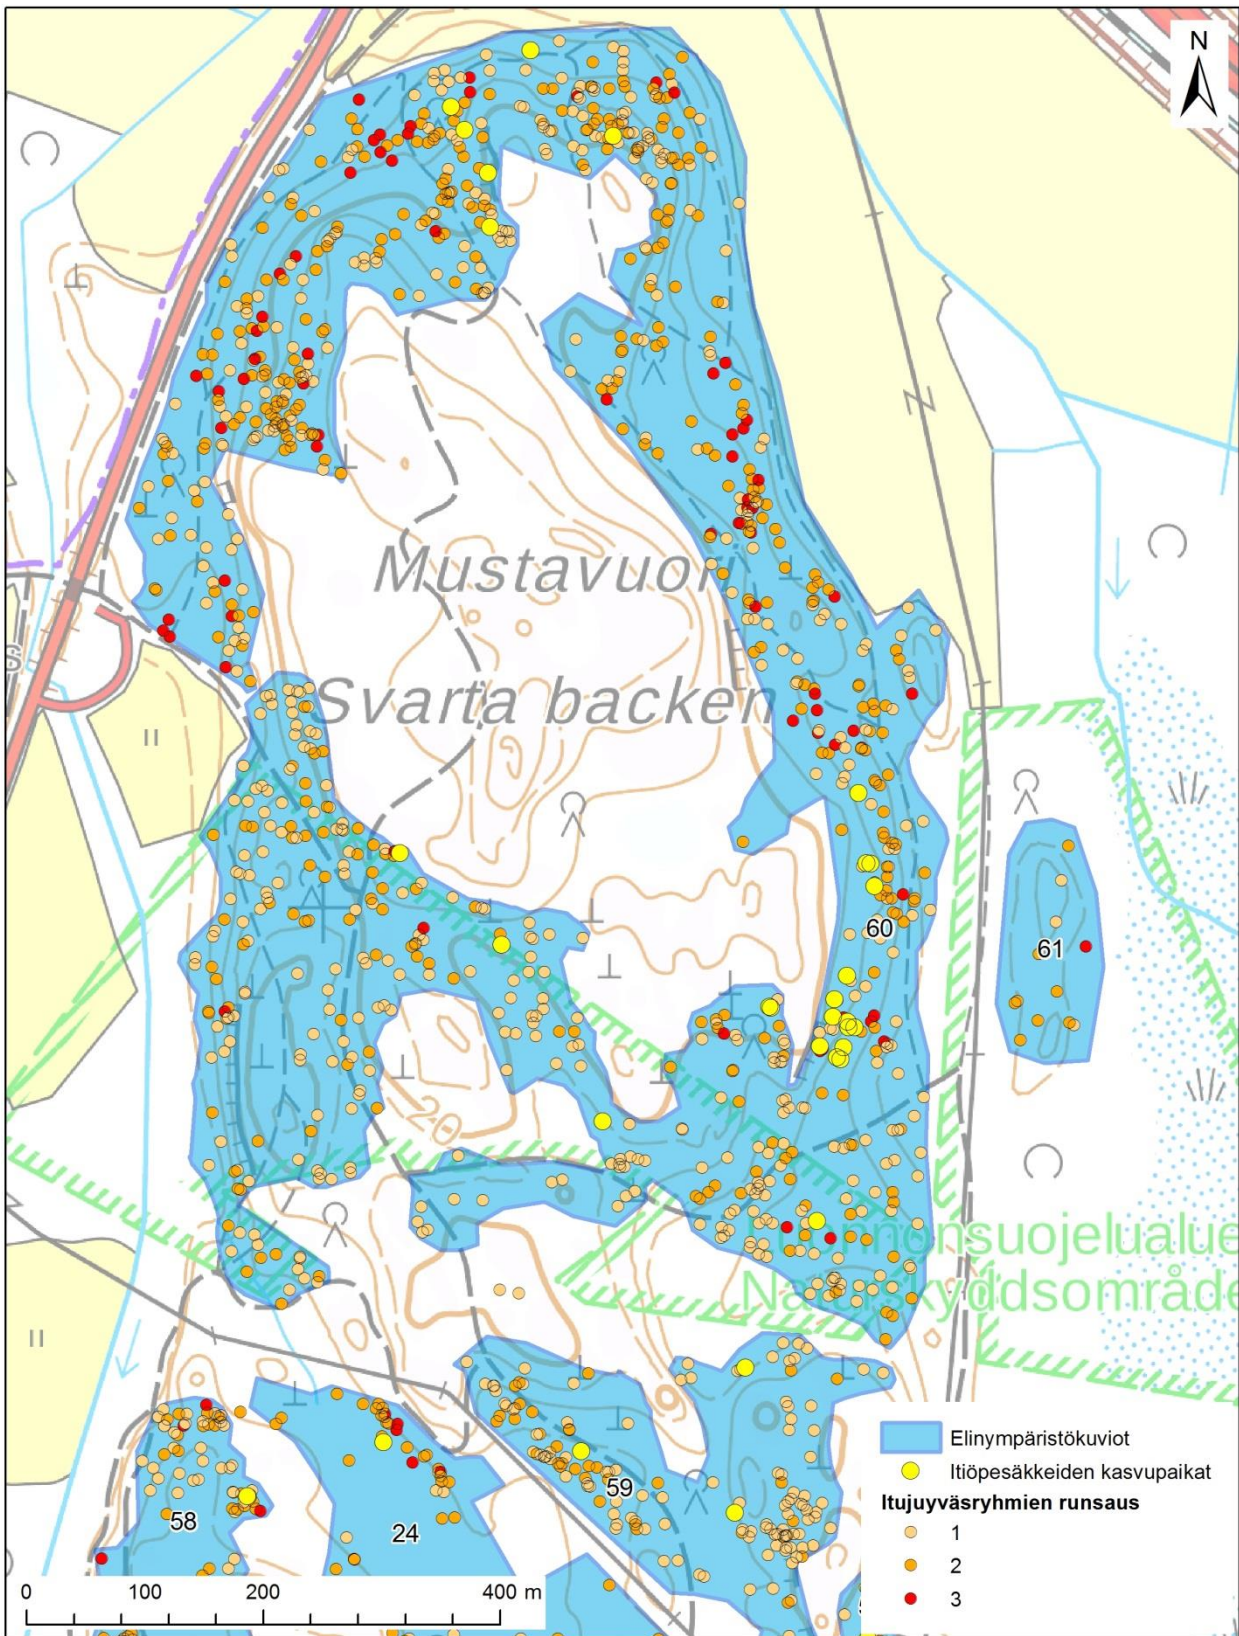 N
Mustavuori
Svarta backen
60
61
20
Luonnonsuojelualue
Naturskyddsområde
59
58
24
0 100 200 400 m
Elinympäristökuviot
Itiöpesäkkeiden kasvupaikat
Itujuyväsryhmien runsaus
1
2
3